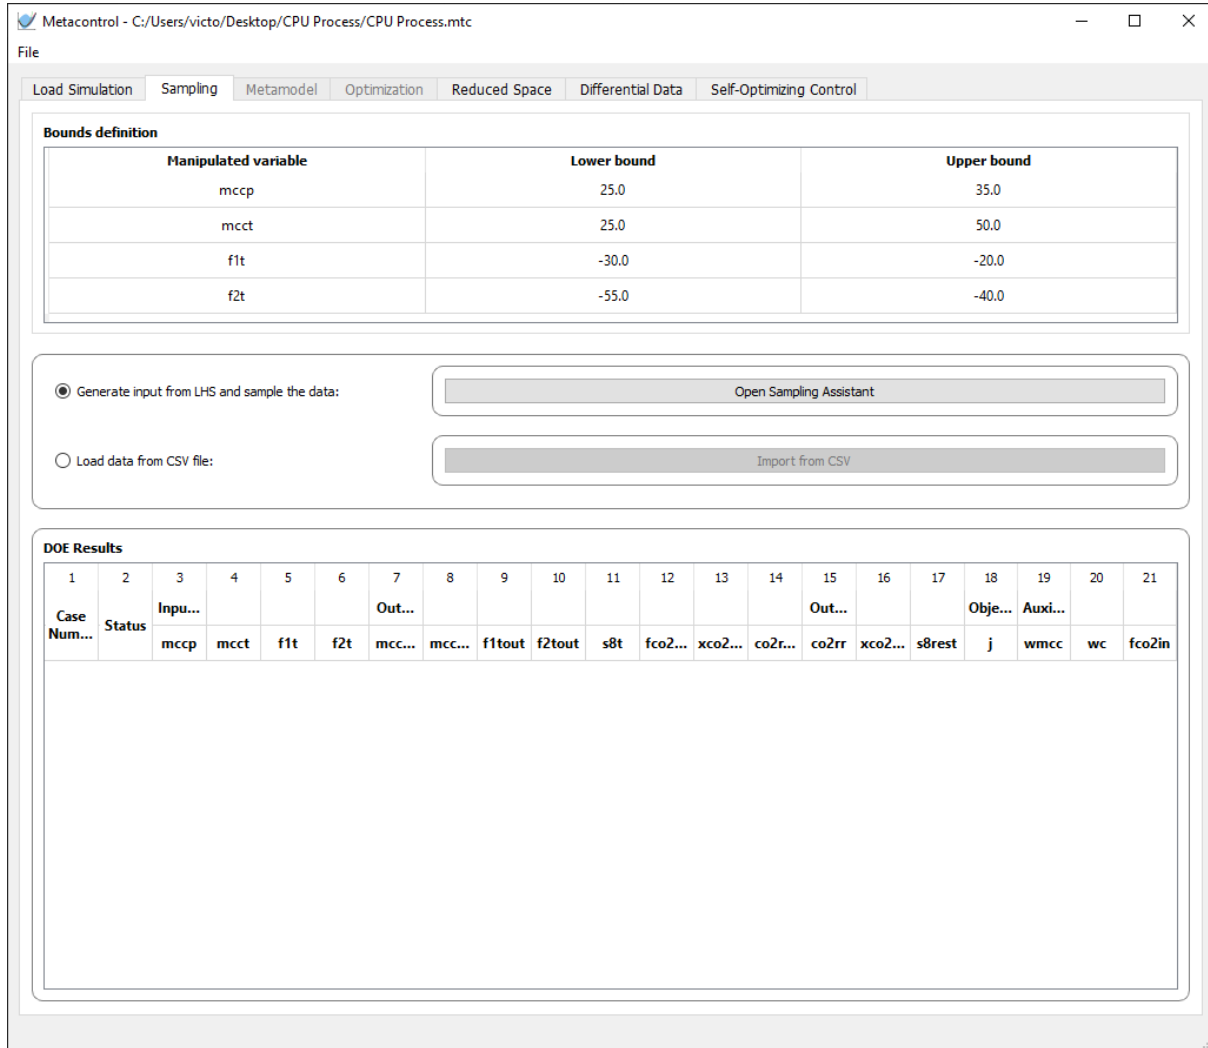 Metacontrol - C:/Users/victo/Desktop/CPU Process/CPU Process.mtc
File
Load Simulation Sampling Metamodel Optimization Reduced Space Differential Data Self-Optimizing Control
Bounds definition
Manipulated variable Lower bound Upper bound
mccp 25.0 35.0
mcct 25.0 50.0
f1t -30.0 -20.0
f2t -55.0 -40.0
Generate input from LHS and sample the data: Open Sampling Assistant
Load data from CSV file: Import from CSV
DOE Results
1 2 3 4 5 6 7 8 9 10 11 12 13 14 15 16 17 18 19 20 21
Case Num... Status Inpu... Out... Out... Obje... Auxi...
mccp mcct f1t f2t mcc... mcc... f1tout f2tout s8t fco2... xco2... co2r... co2rr xco2... s8rest j wmcc wc fco2in